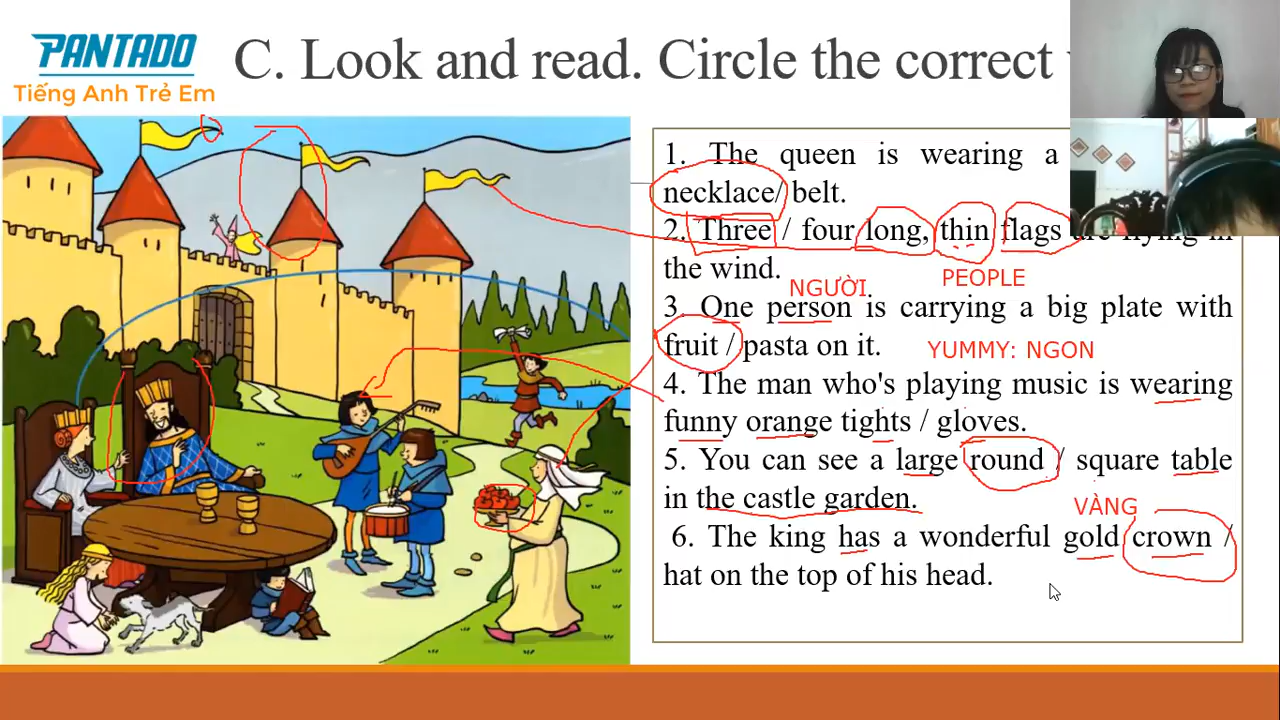 PANTADO
Tiếng Anh Trẻ Em
C. Look and read. Circle the correct
1. The queen is wearing a
necklace/ belt.
2. Three / four long, thin flags are flying in
the wind.
NGƯỜI
PEOPLE
3. One person is carrying a big plate with
fruit / pasta on it.
YUMMY: NGON
4. The man who's playing music is wearing
funny orange tights / gloves.
5. You can see a large round / square table
in the castle garden.
VÀNG
6. The king has a wonderful gold crown /
hat on the top of his head.